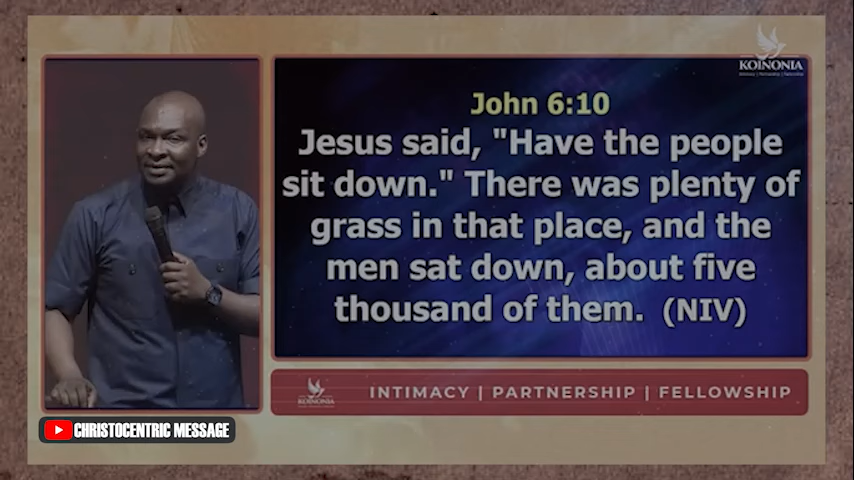 KOINONIA
John 6:10
Jesus said, "Have the people
sit down." There was plenty of
grass in that place, and the
men sat down, about five
thousand of them. (NIV)
KOINONIA
INTIMACY | PARTNERSHIP | FELLOWSHIP
CHRISTOCENTRIC MESSAGE